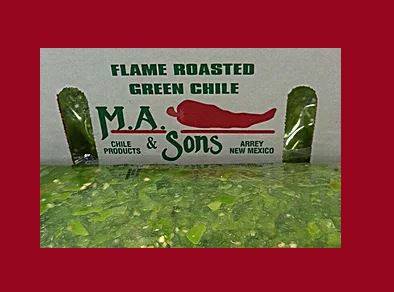 FLAME ROASTED
GREEN CHILE
M.A.
& Sons
CHILE
PRODUCTS
ARREY
NEW MEXICO